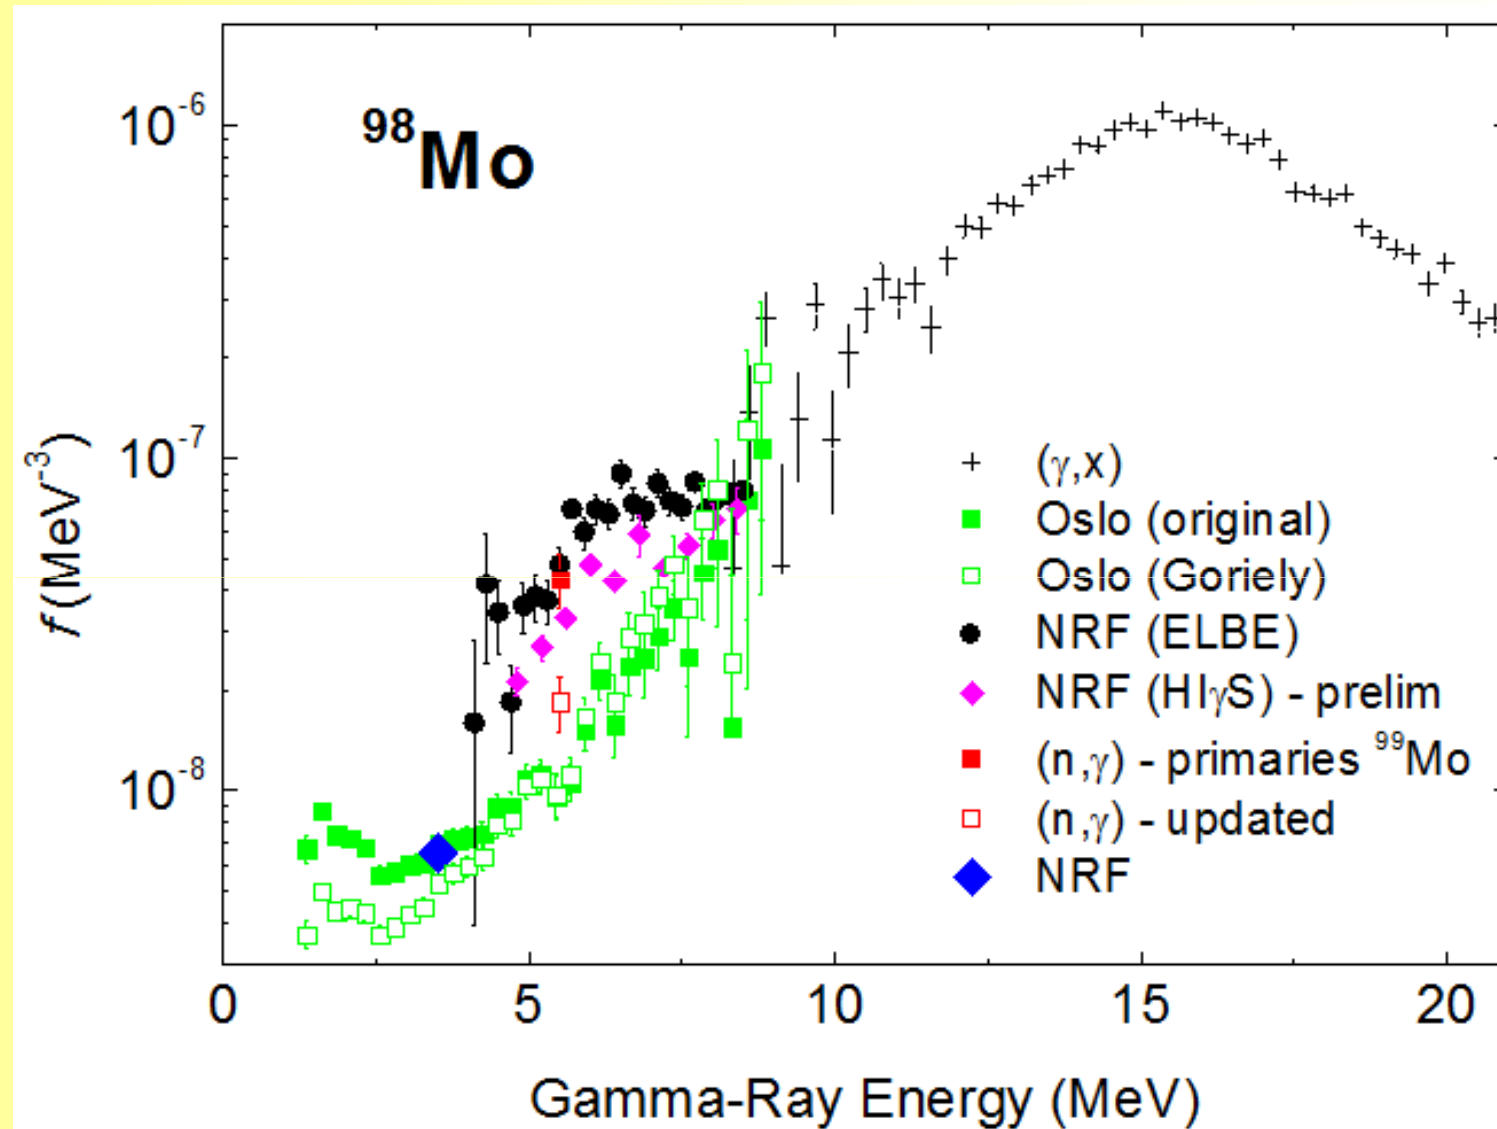 ⁹⁸Mo
10⁻⁶
10⁻⁷
10⁻⁸
f(MeV⁻³)
(γ,x)
Oslo (original)
Oslo (Goriely)
NRF (ELBE)
NRF (HIγS) - prelim
(n,γ) - primaries ⁹⁹Mo
(n,γ) - updated
NRF
0 5 10 15 20
Gamma-Ray Energy (MeV)